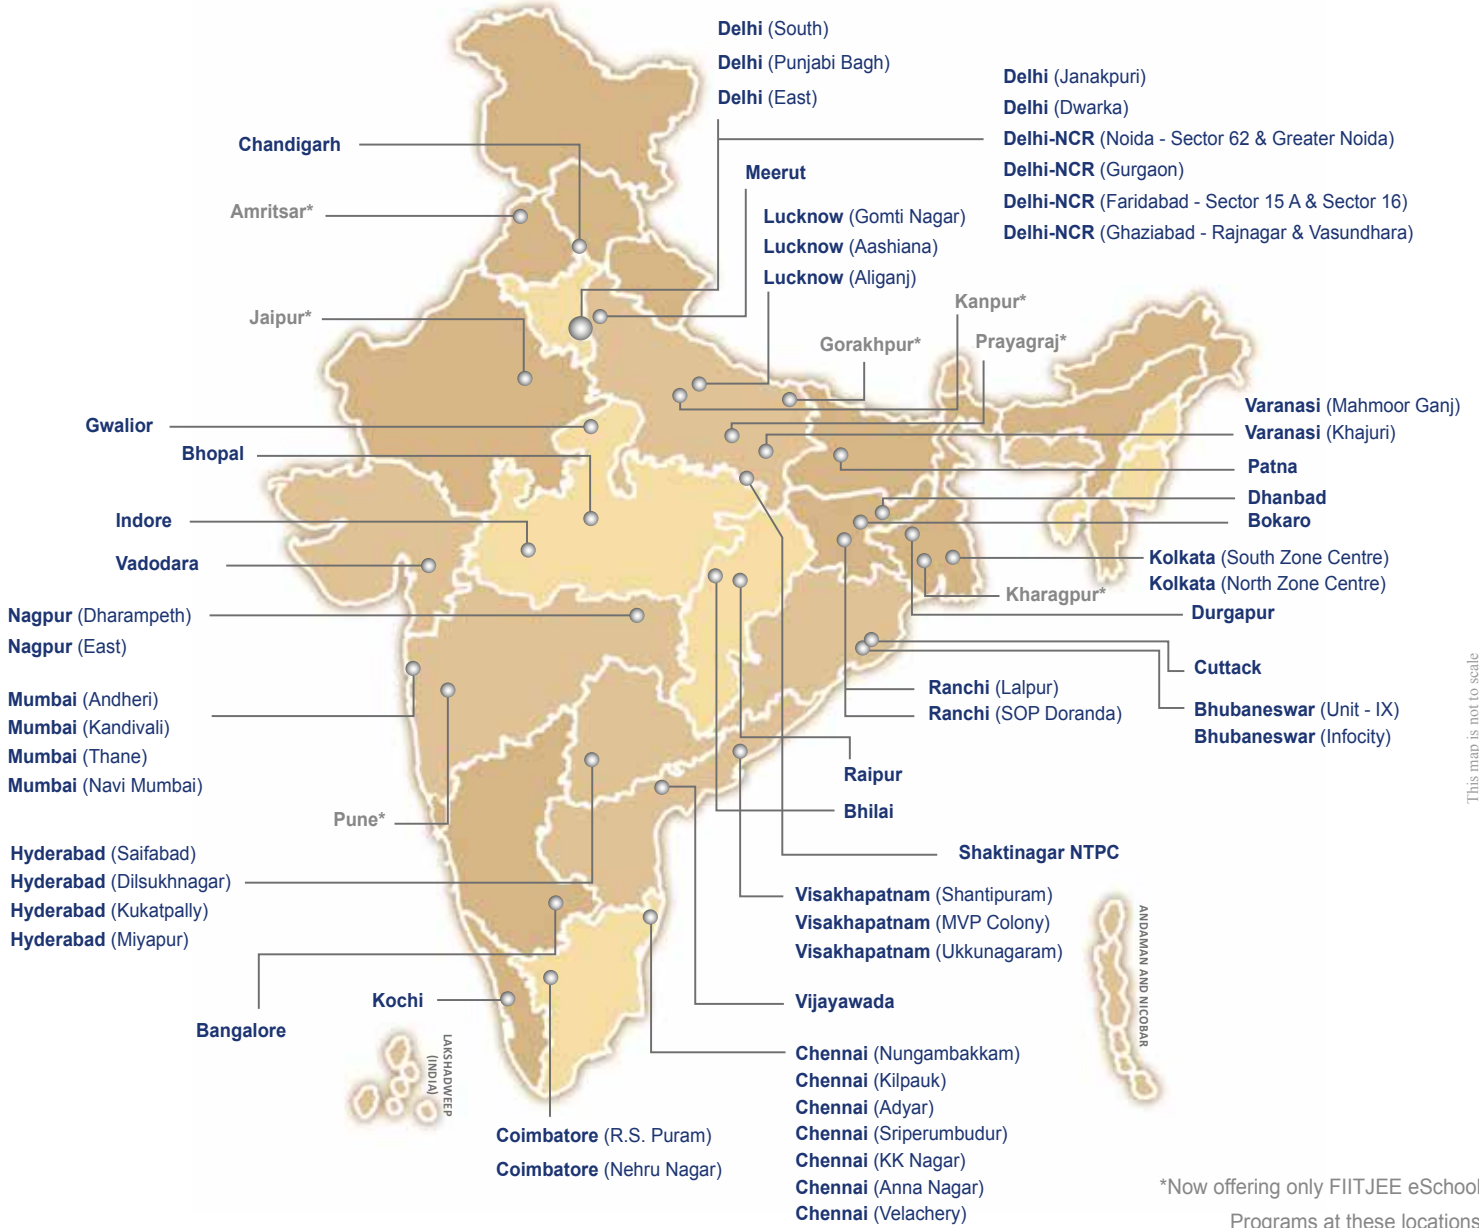 Delhi (South)
Delhi (Punjabi Bagh)
Delhi (East)
Delhi (Janakpuri)
Delhi (Dwarka)
Delhi-NCR (Noida - Sector 62 & Greater Noida)
Delhi-NCR (Gurgaon)
Delhi-NCR (Faridabad - Sector 15 A & Sector 16)
Delhi-NCR (Ghaziabad - Rajnagar & Vasundhara)
Chandigarh
Meerut
Amritsar*
Lucknow (Gomti Nagar)
Lucknow (Aashiana)
Lucknow (Aliganj)
Kanpur*
Jaipur*
Gorakhpur*
Prayagraj*
Gwalior
Bhopal
Indore
Vadodara
Varanasi (Mahmoor Ganj)
Varanasi (Khajuri)
Patna
Dhanbad
Bokaro
Kolkata (South Zone Centre)
Kolkata (North Zone Centre)
Kharagpur*
Durgapur
Nagpur (Dharampeth)
Nagpur (East)
Cuttack
Mumbai (Andheri)
Mumbai (Kandivali)
Mumbai (Thane)
Mumbai (Navi Mumbai)
Ranchi (Lalpur)
Ranchi (SOP Doranda)
Bhubaneswar (Unit - IX)
Bhubaneswar (Infocity)
This map is not to scale
Raipur
Bhilai
Pune*
Shaktinagar NTPC
Hyderabad (Saifabad)
Hyderabad (Dilsukhnagar)
Hyderabad (Kukatpally)
Hyderabad (Miyapur)
Visakhapatnam (Shantipuram)
Visakhapatnam (MVP Colony)
Visakhapatnam (Ukkunagaram)
ANDAMAN AND NICOBAR
Kochi
Vijayawada
Bangalore
LAKSHADWEEP
(INDIA)
Chennai (Nungambakkam)
Chennai (Kilpauk)
Chennai (Adyar)
Chennai (Sriperumbudur)
Chennai (KK Nagar)
Chennai (Anna Nagar)
Chennai (Velachery)
Coimbatore (R.S. Puram)
Coimbatore (Nehru Nagar)
*Now offering only FIITJEE eSchool
Programs at these locations